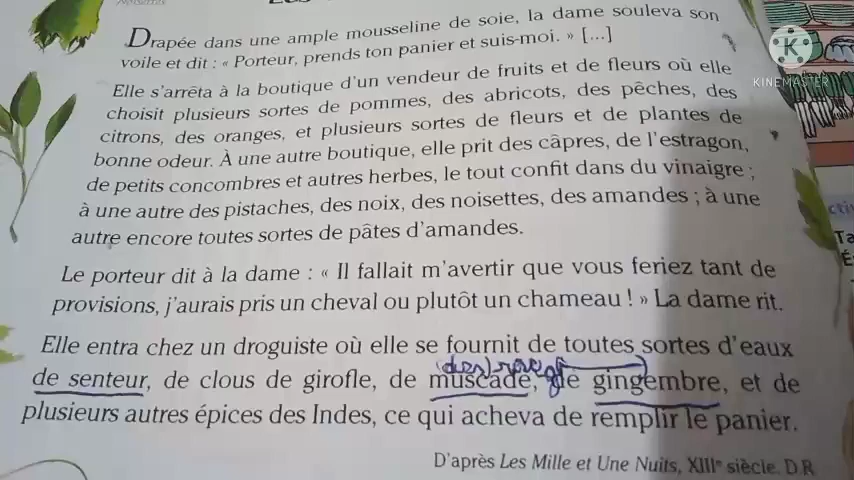 Drapée dans une ample mousseline de soie, la dame souleva son
voile et dit : « Porteur, prends ton panier et suis-moi. » [...]
Elle s'arrêta à la boutique d'un vendeur de fruits et de fleurs où elle
choisit plusieurs sortes de pommes, des abricots, des pêches, des
citrons, des oranges, et plusieurs sortes de fleurs et de plantes de
bonne odeur. À une autre boutique, elle prit des câpres, de l'estragon,
de petits concombres et autres herbes, le tout confit dans du vinaigre ;
à une autre des pistaches, des noix, des noisettes, des amandes ; à une
autre encore toutes sortes de pâtes d'amandes.
Le porteur dit à la dame : « Il fallait m'avertir que vous feriez tant de
provisions, j'aurais pris un cheval ou plutôt un chameau ! » La dame rit.
Elle entra chez un droguiste où elle se fournit de toutes sortes d'eaux
de senteur, de clous de girofle, de muscade, de gingembre, et de
plusieurs autres épices des Indes, ce qui acheva de remplir le panier.
D'après Les Mille et Une Nuits, XIIIe siècle. D.R
K
KINEMASTER